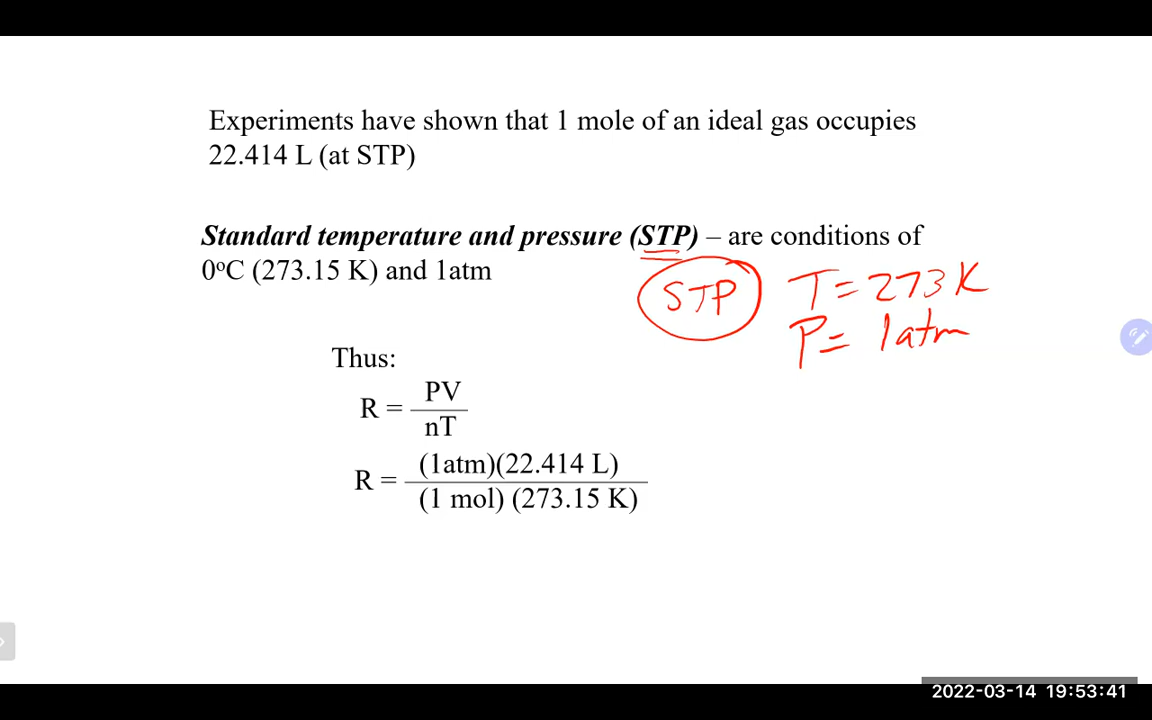 Experiments have shown that 1 mole of an ideal gas occupies
22.414 L (at STP)
Standard temperature and pressure (STP) – are conditions of
0ºC (273.15 K) and 1atm
STP T = 273 K
P = 1atm
Thus:
R = PV
nT
R = (1atm)(22.414 L)
(1 mol) (273.15 K)
2022-03-14 19:53:41